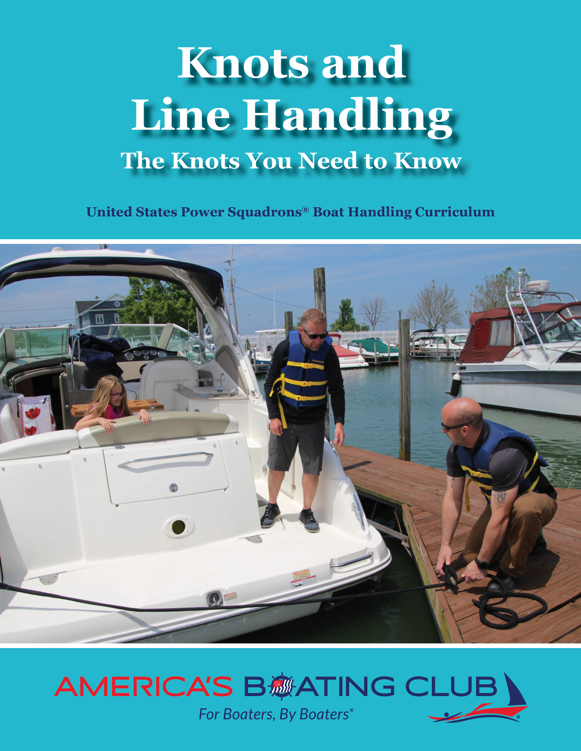 Knots and
Line Handling
The Knots You Need to Know
United States Power Squadrons® Boat Handling Curriculum
AMERICA'S BOATING CLUB
For Boaters, By Boaters®